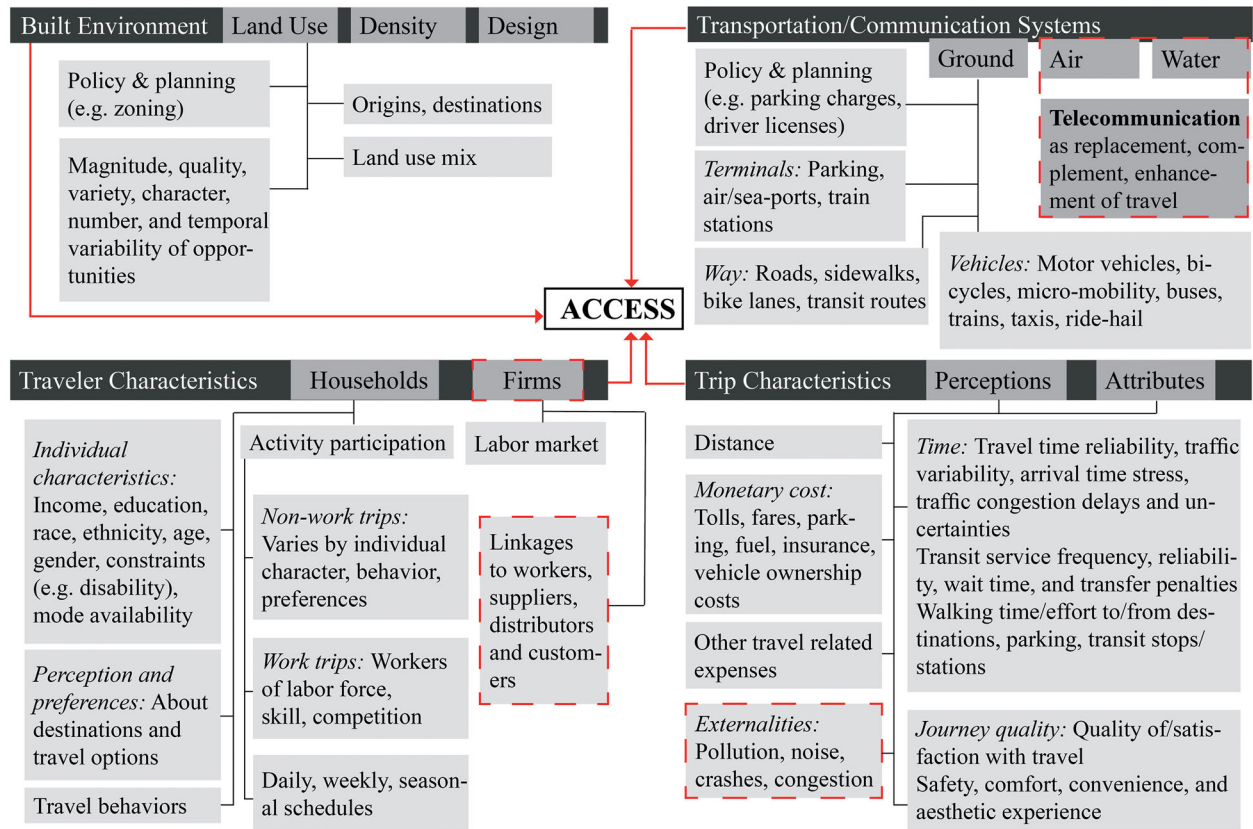 Built Environment
Land Use
Density
Design
Policy & planning
(e.g. zoning)
Magnitude, quality,
variety, character,
number, and temporal
variability of oppor-
tunities
Origins, destinations
Land use mix
Transportation/Communication Systems
Ground
Air
Water
Policy & planning
(e.g. parking charges,
driver licenses)
Terminals: Parking,
air/sea-ports, train
stations
Way: Roads, sidewalks,
bike lanes, transit routes
Telecommunication
as replacement, com-
plement, enhance-
ment of travel
Vehicles: Motor vehicles, bi-
cycles, micro-mobility, buses,
trains, taxis, ride-hail
ACCESS
Traveler Characteristics
Households
Firms
Individual
characteristics:
Income, education,
race, ethnicity, age,
gender, constraints
(e.g. disability),
mode availability
Perception and
preferences: About
destinations and
travel options
Travel behaviors
Activity participation
Non-work trips:
Varies by individual
character, behavior,
preferences
Work trips: Workers
of labor force,
skill, competition
Daily, weekly, season-
al schedules
Labor market
Linkages
to workers,
suppliers,
distributors
and custom-
ers
Trip Characteristics
Perceptions
Attributes
Distance
Monetary cost:
Tolls, fares, park-
ing, fuel, insurance,
vehicle ownership
costs
Other travel related
expenses
Externalities:
Pollution, noise,
crashes, congestion
Time: Travel time reliability, traffic
variability, arrival time stress,
traffic congestion delays and un-
certainties
Transit service frequency, reliabili-
ty, wait time, and transfer penalties
Walking time/effort to/from des-
tinations, parking, transit stops/
stations
Journey quality: Quality of/satis-
faction with travel
Safety, comfort, convenience, and
aesthetic experience